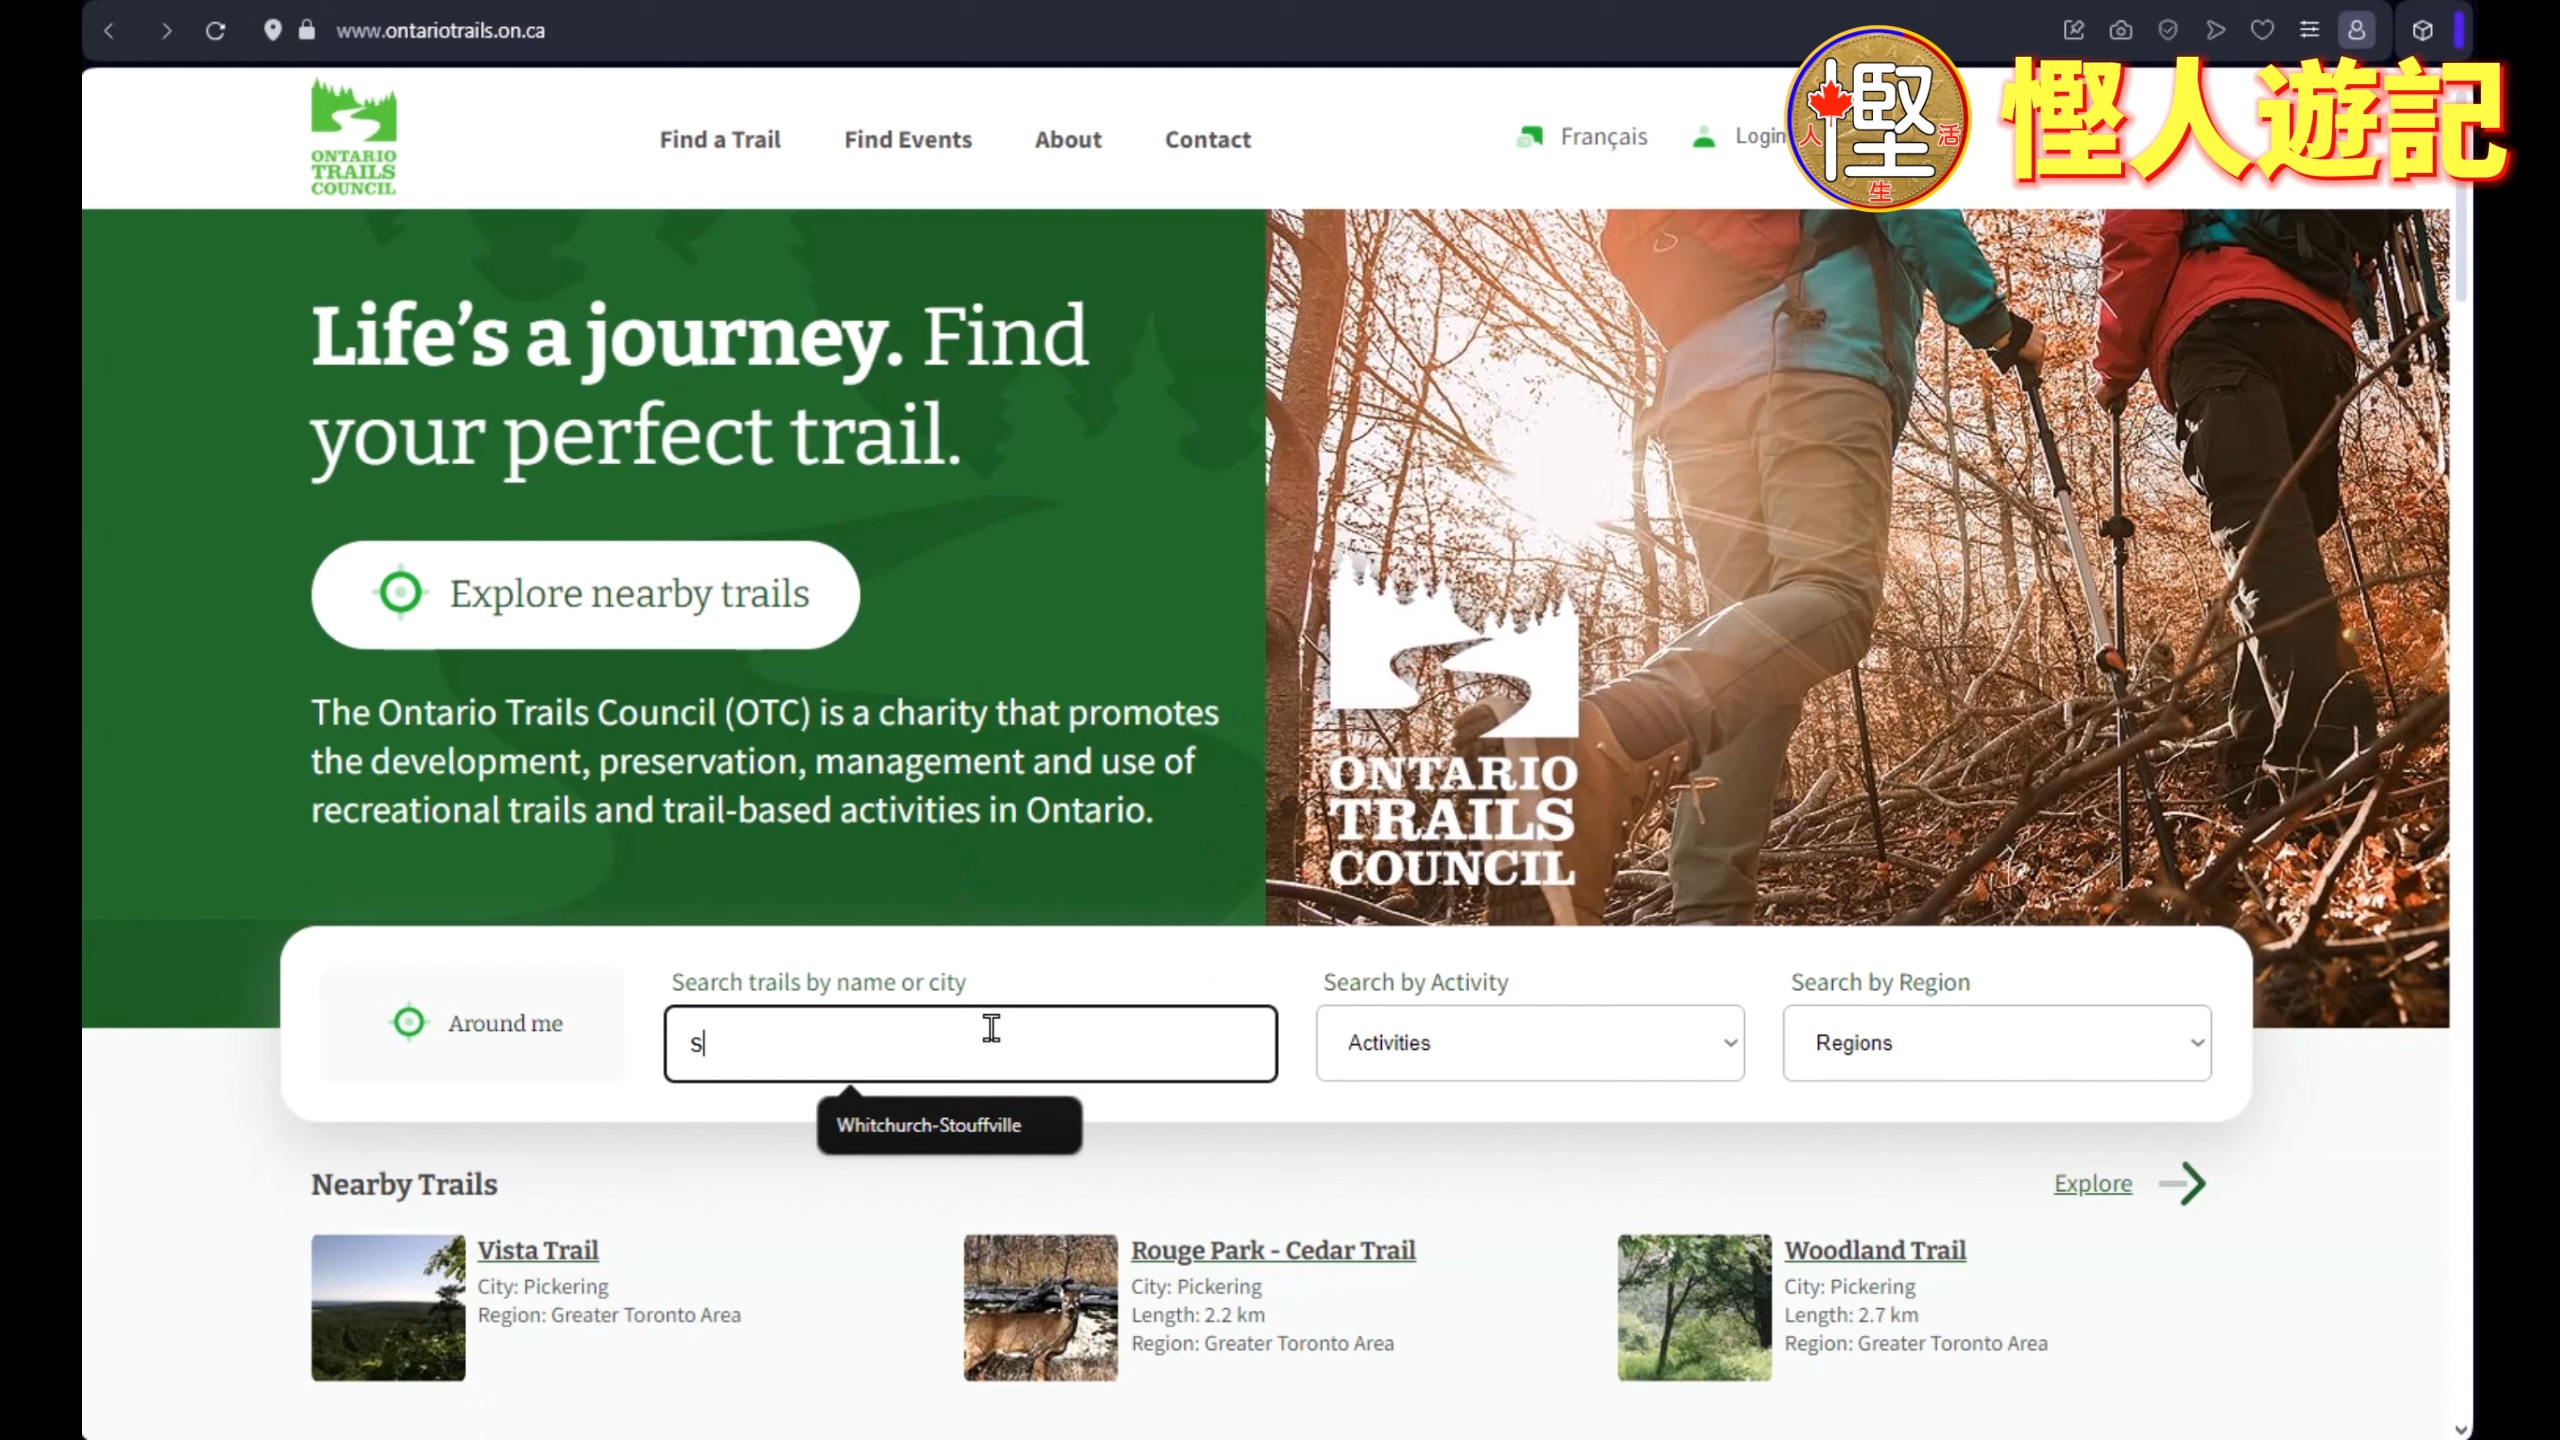 www.ontariotrails.on.ca
慳人遊記
慳
人
活
生
ONTARIO
TRAILS
COUNCIL
Find a Trail
Find Events
About
Contact
Français
Login
Life’s a journey. Find
your perfect trail.
Explore nearby trails
The Ontario Trails Council (OTC) is a charity that promotes
the development, preservation, management and use of
recreational trails and trail-based activities in Ontario.
ONTARIO
TRAILS
COUNCIL
Around me
Search trails by name or city
s
Whitchurch-Stouffville
Search by Activity
Activities
Search by Region
Regions
Nearby Trails
Explore
Vista Trail
City: Pickering
Region: Greater Toronto Area
Rouge Park - Cedar Trail
City: Pickering
Length: 2.2 km
Region: Greater Toronto Area
Woodland Trail
City: Pickering
Length: 2.7 km
Region: Greater Toronto Area